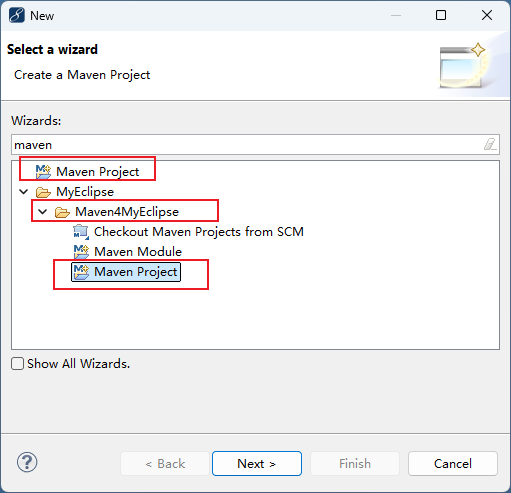 New
Select a wizard
Create a Maven Project
Wizards:
maven
Maven Project
MyEclipse
Maven4MyEclipse
Checkout Maven Projects from SCM
Maven Module
Maven Project
Show All Wizards.
< Back
Next >
Finish
Cancel